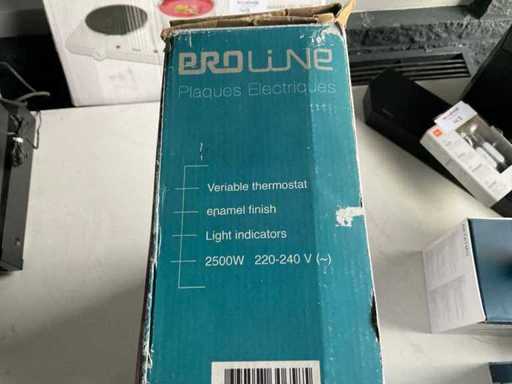 PROLINE
Plaques Electriques
Veriable thermostat
enamel finish
Light indicators
2500W 220-240 V (~)